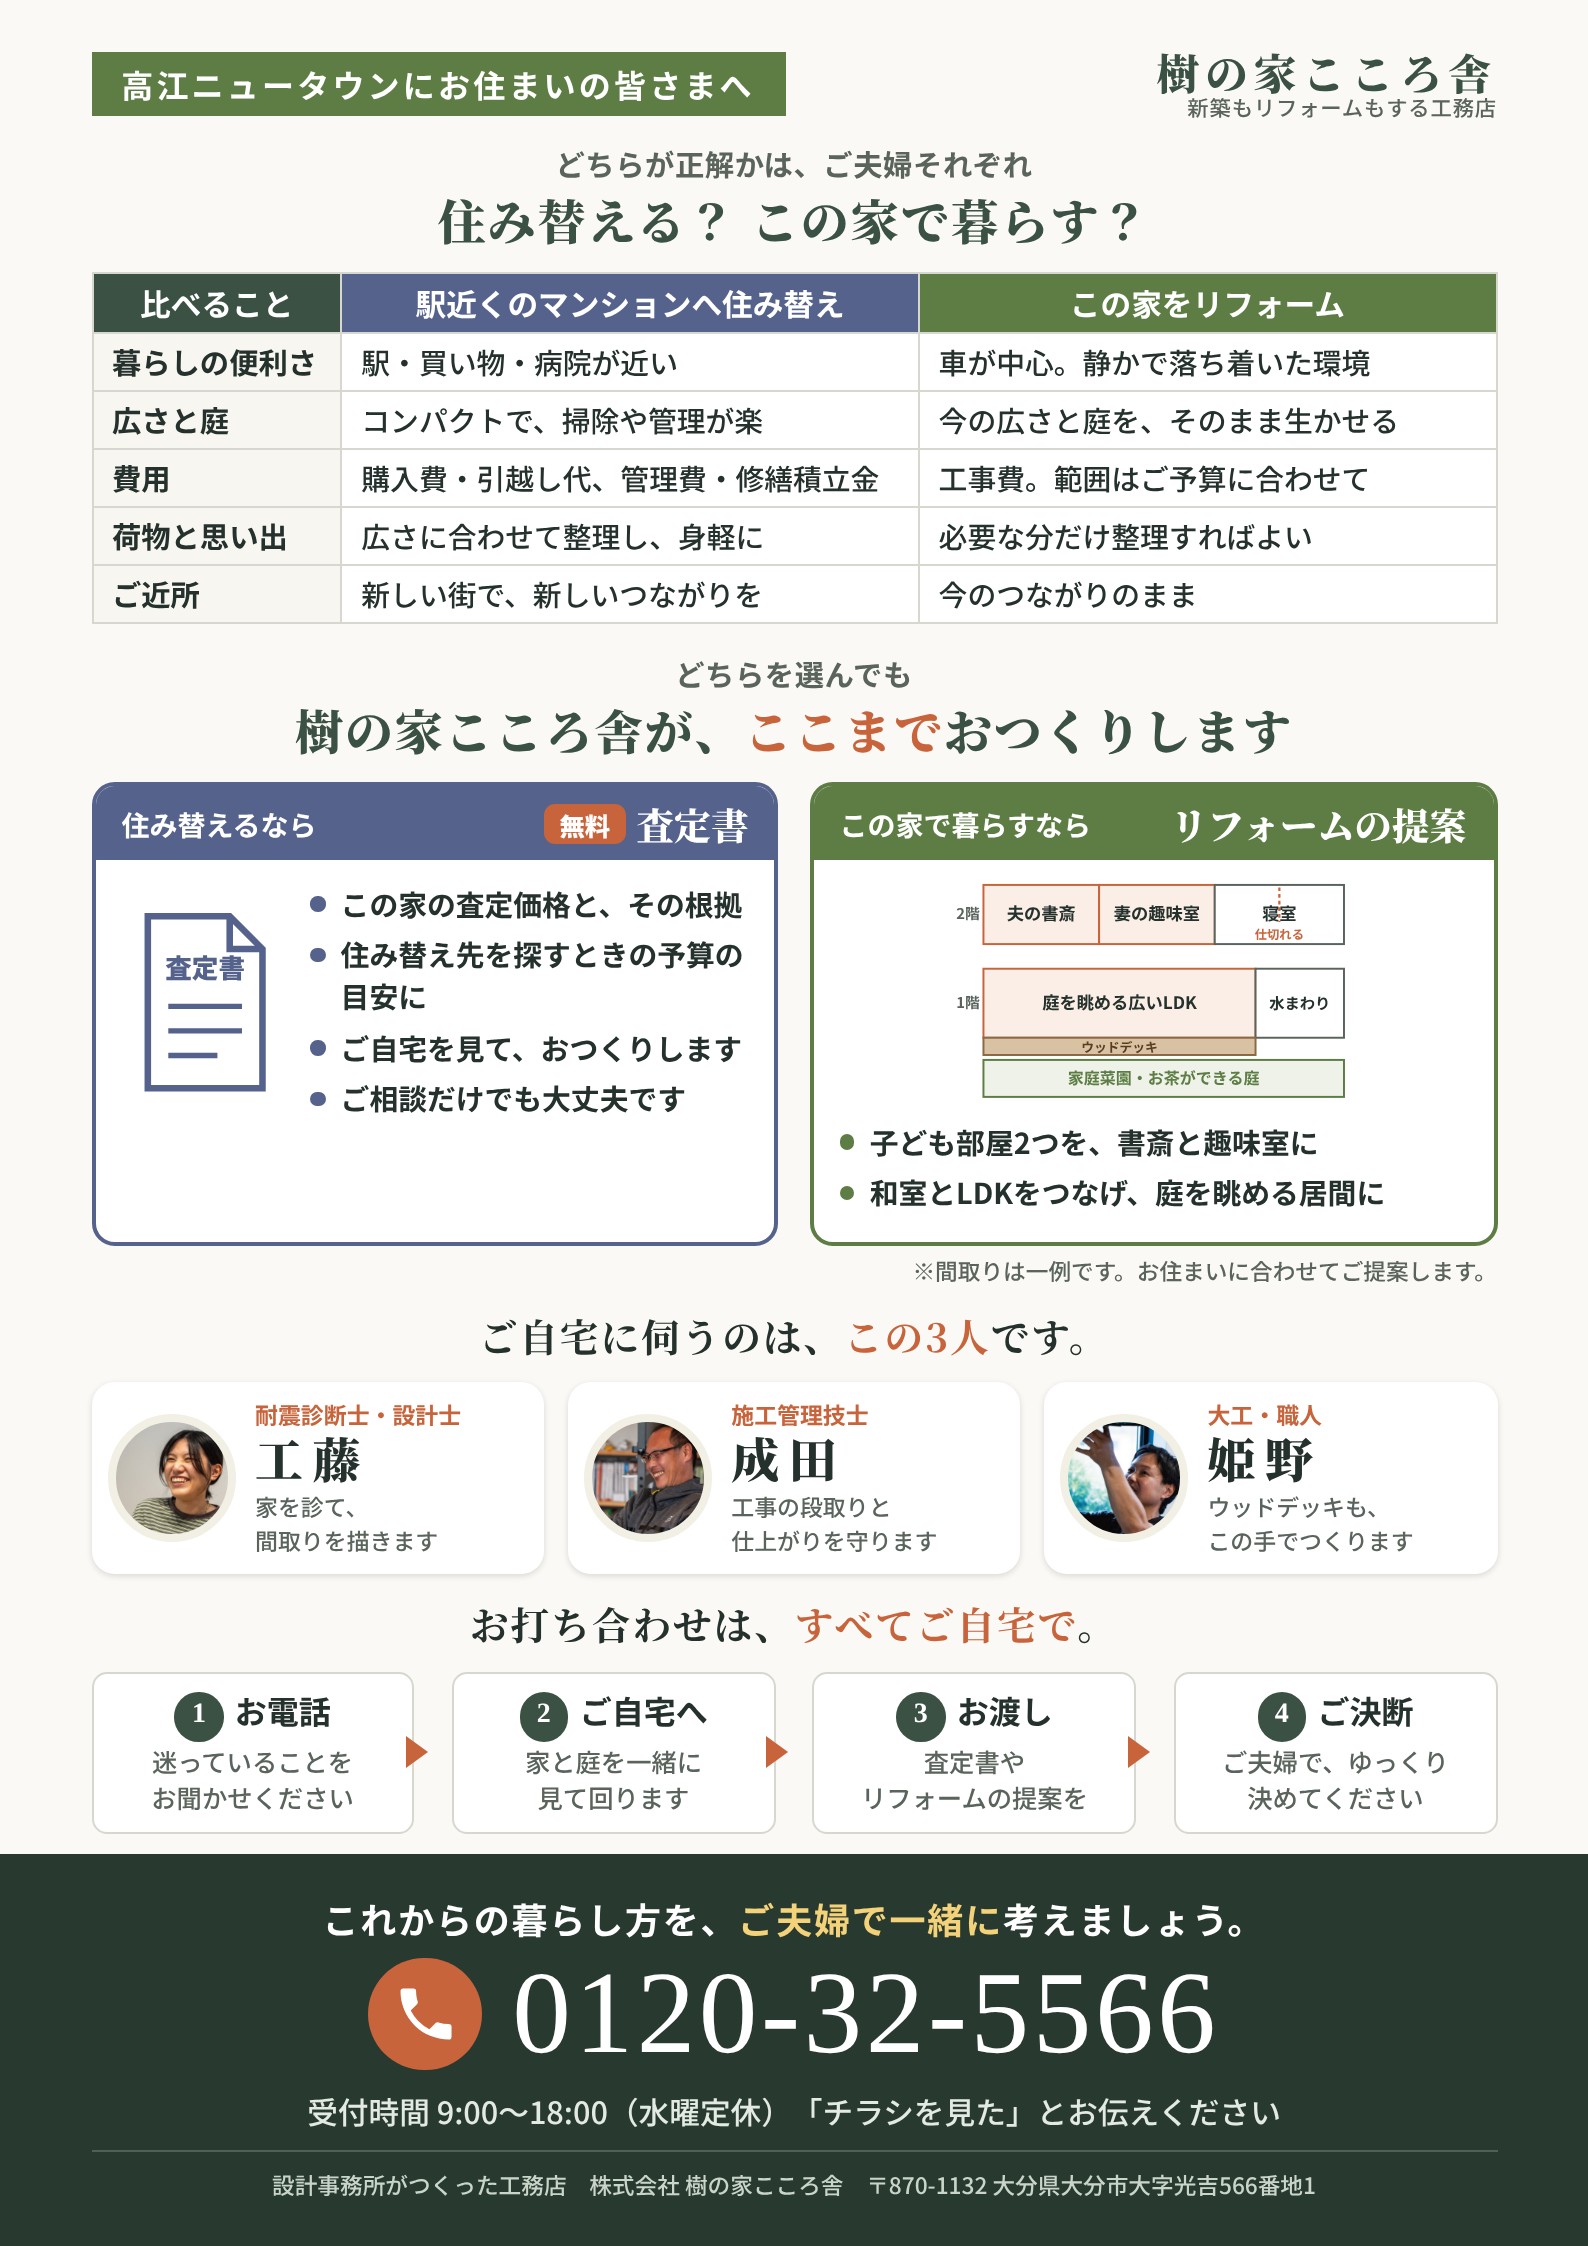 高江ニュータウンにお住まいの皆さまへ
樹の家こころ舎
新築もリフォームもする工務店
どちらが正解かは、ご夫婦それぞれ
住み替える？ この家で暮らす？
比べること 駅近くのマンションへ住み替え この家をリフォーム
暮らしの便利さ 駅・買い物・病院が近い 車が中心。静かで落ち着いた環境
広さと庭 コンパクトで、掃除や管理が楽 今の広さと庭を、そのまま生かせる
費用 購入費・引越し代、管理費・修繕積立金 工事費。範囲はご予算に合わせて
荷物と思い出 広さに合わせて整理し、身軽に 必要な分だけ整理すればよい
ご近所 新しい街で、新しいつながりを 今のつながりのまま
どちらを選んでも
樹の家こころ舎が、ここまでおつくりします
住み替えるなら 無料 査定書
査定書
この家の査定価格と、その根拠
住み替え先を探すときの予算の
目安に
ご自宅を見て、おつくりします
ご相談だけでも大丈夫です
この家で暮らすなら リフォームの提案
2階 夫の書斎 妻の趣味室 寝室
仕切れる
1階 庭を眺める広いLDK 水まわり
ウッドデッキ
家庭菜園・お茶ができる庭
子ども部屋2つを、書斎と趣味室に
和室とLDKをつなげ、庭を眺める居間に
※間取りは一例です。お住まいに合わせてご提案します。
ご自宅に伺うのは、この3人です。
耐震診断士・設計士
工藤
家を診て、
間取りを描きます
施工管理技士
成田
工事の段取りと
仕上がりを守ります
大工・職人
姫野
ウッドデッキも、
この手でつくります
お打ち合わせは、すべてご自宅で。
1 お電話
迷っていることを
お聞かせください
2 ご自宅へ
家と庭を一緒に
見て回ります
3 お渡し
査定書や
リフォームの提案を
4 ご決断
ご夫婦で、ゆっくり
決めてください
これからの暮らし方を、ご夫婦で一緒に考えましょう。
0120-32-5566
受付時間 9:00〜18:00（水曜定休）「チラシを見た」とお伝えください
設計事務所がつくった工務店 株式会社 樹の家こころ舎 〒870-1132 大分県大分市大字光吉566番地1